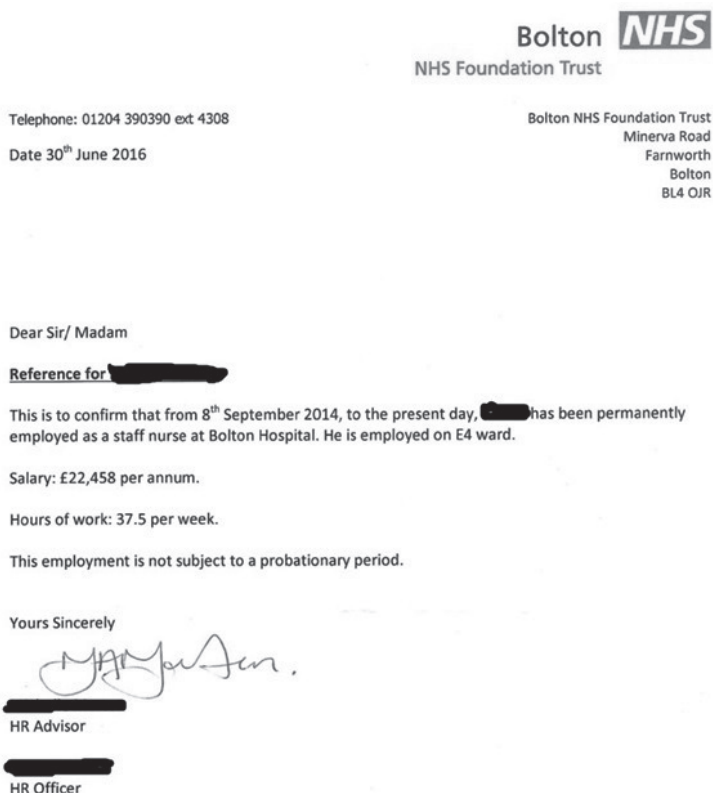 Bolton NHS
NHS Foundation Trust
Telephone: 01204 390390 ext 4308
Date 30th June 2016
Bolton NHS Foundation Trust
Minerva Road
Farnworth
Bolton
BL4 OJR
Dear Sir/ Madam
Reference for
This is to confirm that from 8th September 2014, to the present day, has been permanently
employed as a staff nurse at Bolton Hospital. He is employed on E4 ward.
Salary: £22,458 per annum.
Hours of work: 37.5 per week.
This employment is not subject to a probationary period.
Yours Sincerely
HR Advisor
HR Officer